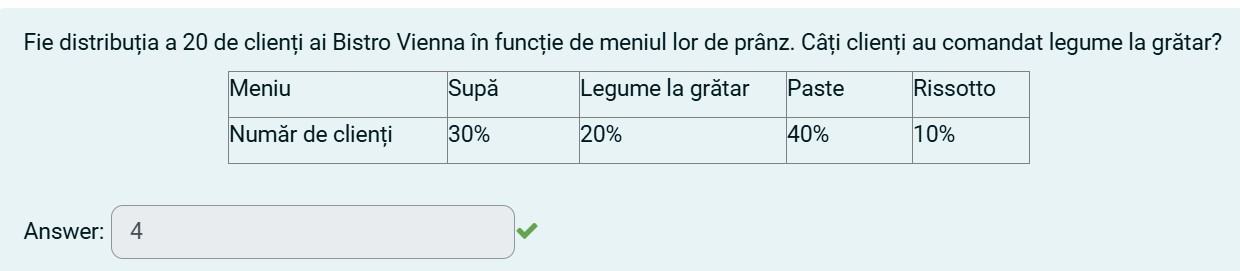 Fie distribuția a 20 de clienți ai Bistro Vienna în funcție de meniul lor de prânz. Câți clienți au comandat legume la grătar?
Meniu Supă Legume la grătar Paste Rissotto
Număr de clienți 30% 20% 40% 10%
Answer: 4